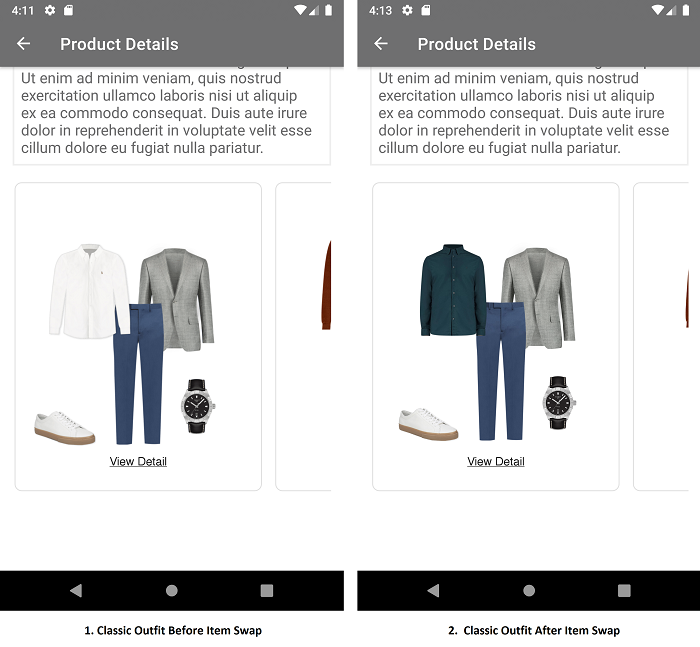 4:11
Product Details
Ut enim ad minim veniam, quis nostrud
exercitation ullamco laboris nisi ut aliquip
ex ea commodo consequat. Duis aute irure
dolor in reprehenderit in voluptate velit esse
cillum dolore eu fugiat nulla pariatur.
View Detail
1. Classic Outfit Before Item Swap
4:13
Product Details
Ut enim ad minim veniam, quis nostrud
exercitation ullamco laboris nisi ut aliquip
ex ea commodo consequat. Duis aute irure
dolor in reprehenderit in voluptate velit esse
cillum dolore eu fugiat nulla pariatur.
View Detail
2. Classic Outfit After Item Swap